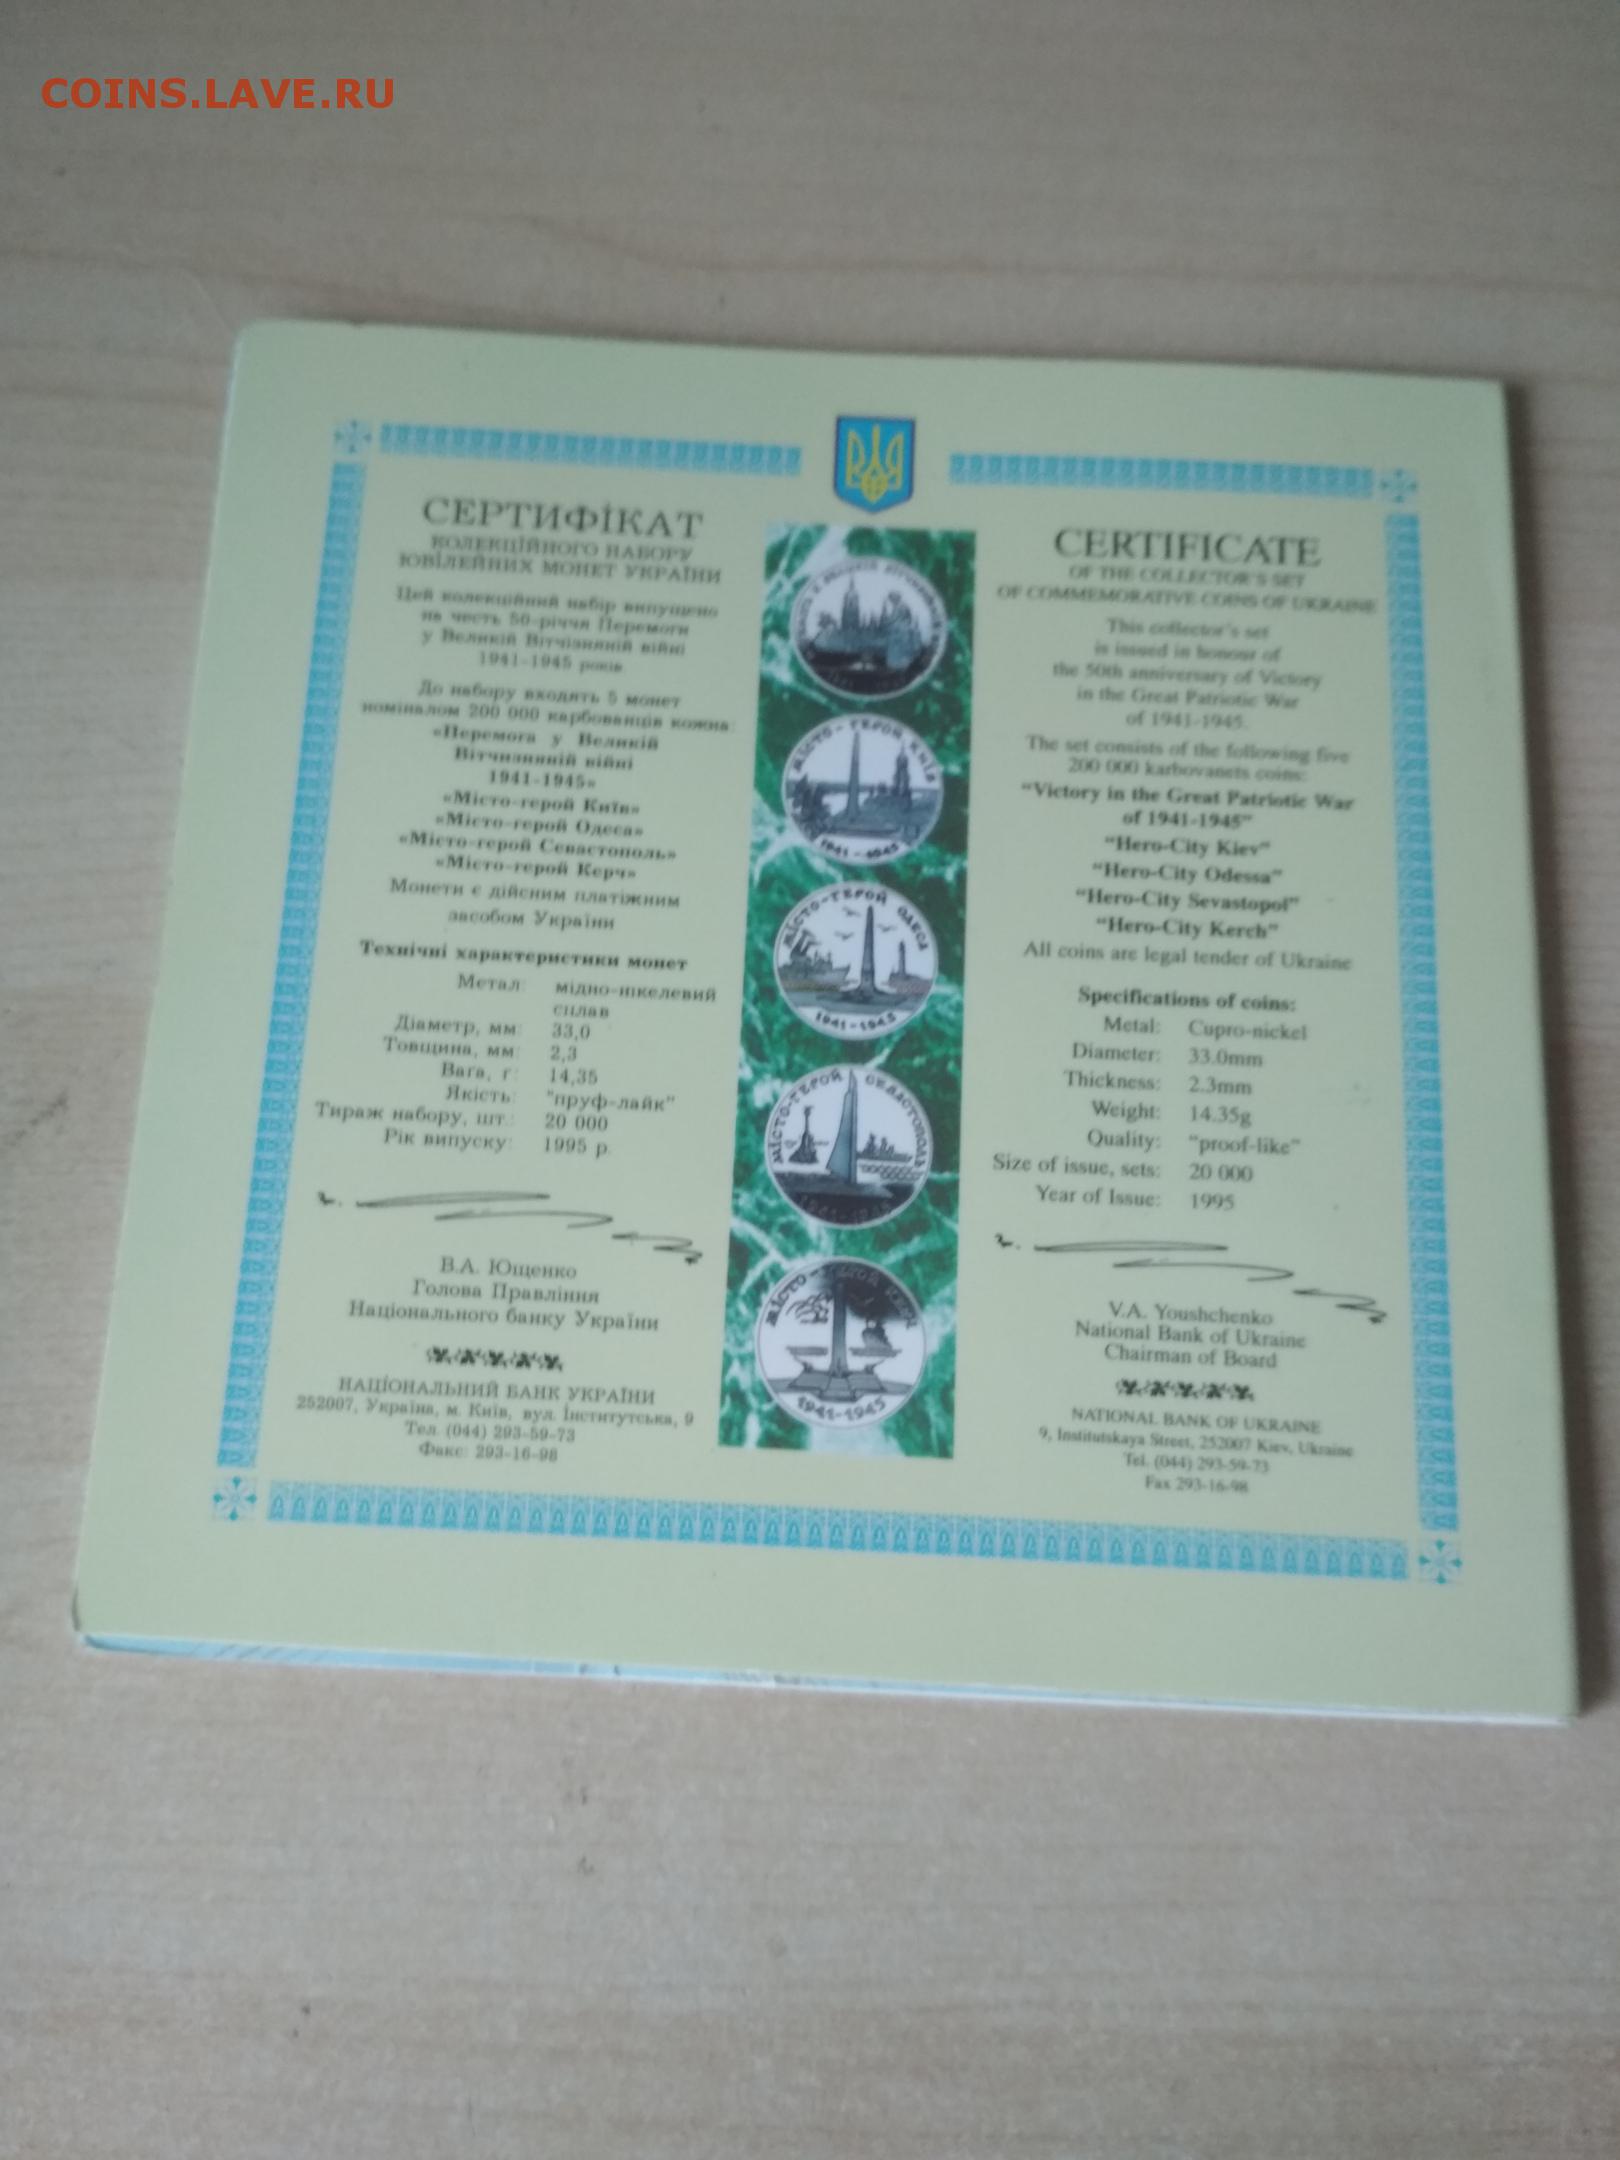 COINS.LAVE.RU
СЕРТИФІКАТ
КОЛЕКЦІЙНОГО НАБОРУ
ЮВІЛЕЙНИХ МОНЕТ УКРАЇНИ
Цей колекційний набір випущено
на честь 50-річчя Перемоги
у Великій Вітчізняній війні
1941-1945 років.
До набору входять 5 монет
номіналом 200 000 карбованців кожна:
«Перемога у Великій
Вітчизняній війні
1941-1945»
«Місто-герой Київ»
«Місто-герой Одеса»
«Місто-герой Севастополь»
«Місто-герой Керч»
Монети є дійсним платіжним
засобом України
Технічні характеристики монет
Метал: мідно-нікелевий
сплав
Діаметр, мм: 33,0
Товщина, мм: 2,3
Вага, г: 14,35
Якість: "пруф-лайк"
Тираж набору, шт.: 20 000
Рік випуску: 1995 р.
В.А. Ющенко
Голова Правління
Національного банку України
НАЦІОНАЛЬНИЙ БАНК УКРАЇНИ
252007, Україна, м. Київ, вул. Інститутська, 9
Тел. (044) 293-59-73
Факс: 293-16-98
МІСТО-ГЕРОЙ КИЇВ
1941-1945
МІСТО-ГЕРОЙ ОДЕСА
1941-1945
МІСТО-ГЕРОЙ СЕВАСТОПОЛЬ
1941-1945
МІСТО-ГЕРОЙ КЕРЧ
1941-1945
CERTIFICATE
OF THE COLLECTOR'S SET
OF COMMEMORATIVE COINS OF UKRAINE
This collector's set
is issued in honour of
the 50th anniversary of Victory
in the Great Patriotic War
of 1941-1945.
The set consists of the following five
200 000 karbovanets coins:
“Victory in the Great Patriotic War
of 1941-1945”
“Hero-City Kiev”
“Hero-City Odessa”
“Hero-City Sevastopol”
“Hero-City Kerch”
All coins are legal tender of Ukraine
Specifications of coins:
Metal: Cupro-nickel
Diameter: 33.0mm
Thickness: 2.3mm
Weight: 14.35g
Quality: “proof-like”
Size of issue, sets: 20 000
Year of Issue: 1995
V.A. Youshchenko
National Bank of Ukraine
Chairman of Board
NATIONAL BANK OF UKRAINE
9, Institutskaya Street, 252007 Kiev, Ukraine
Tel. (044) 293-59-73
Fax 293-16-98